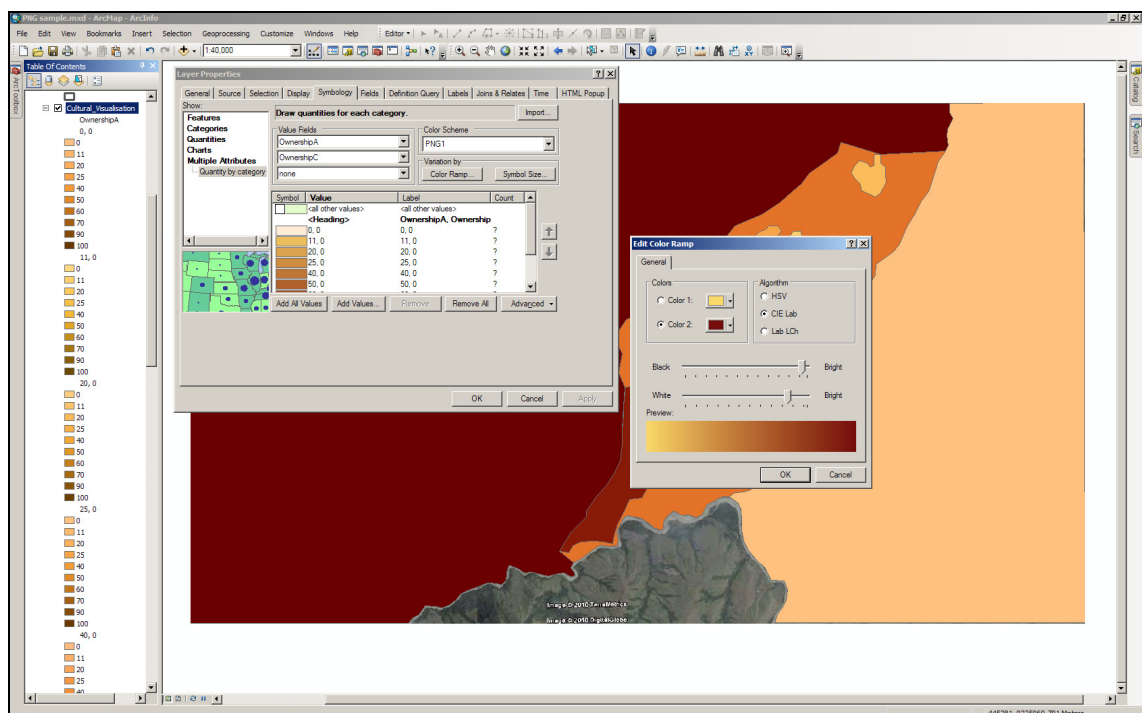 PNG sample.mxd - ArcMap - ArcInfo
File Edit View Bookmarks Insert Selection Geoprocessing Customize Windows Help Editor
1:40,000
Table Of Contents
ArcToolbox
Cultural_Visualisation
OwnershipA
0, 0
0
11
20
25
40
50
60
70
90
100
11, 0
0
11
20
25
40
50
60
70
90
100
20, 0
0
11
20
25
40
50
60
70
90
100
25, 0
0
11
20
25
40
50
60
70
90
100
40, 0
0
11
20
25
40
Layer Properties
General Source Selection Display Symbology Fields Definition Query Labels Joins & Relates Time HTML Popup
Show:
Features
Categories
Quantities
Charts
Multiple Attributes
Quantity by category
Draw quantities for each category.
Import...
Value Fields
OwnershipA
OwnershipC
none
Color Scheme
PNG1
Variation by
Color Ramp... Symbol Size...
Symbol Value Label Count
<all other values> <all other values>
<Heading> OwnershipA, Ownership
0, 0 0, 0 ?
11, 0 11, 0 ?
20, 0 20, 0 ?
25, 0 25, 0 ?
40, 0 40, 0 ?
50, 0 50, 0 ?
Add All Values Add Values... Remove Remove All Advanced
OK Cancel Apply
Edit Color Ramp
General
Colors
Color 1:
Color 2:
Algorithm
HSV
CIE Lab
Lab LCh
Black Bright
White Bright
Preview:
OK Cancel
Catalog
Search
Image © 2010 TerraMetrics
Image © 2010 DigitalGlobe